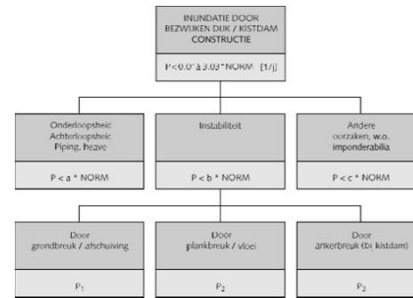 INUNDATIE DOOR
BEZWIJKEN DIJK / KISTDAM
CONSTRUCTIE
P<0.0' à 3.03*NORM [1/j]
Onderloopsheid
Achterloopsheid
Piping, heave
P < a * NORM
Instabiliteit
P < b * NORM
Andere
oorzaken, w.o.
imponderabilia
P < c * NORM
Door
grondbreuk / afschuiving
P₁
Door
plankbreuk / vloei
P₂
Door
ankerbreuk (bij kistdam)
P₃